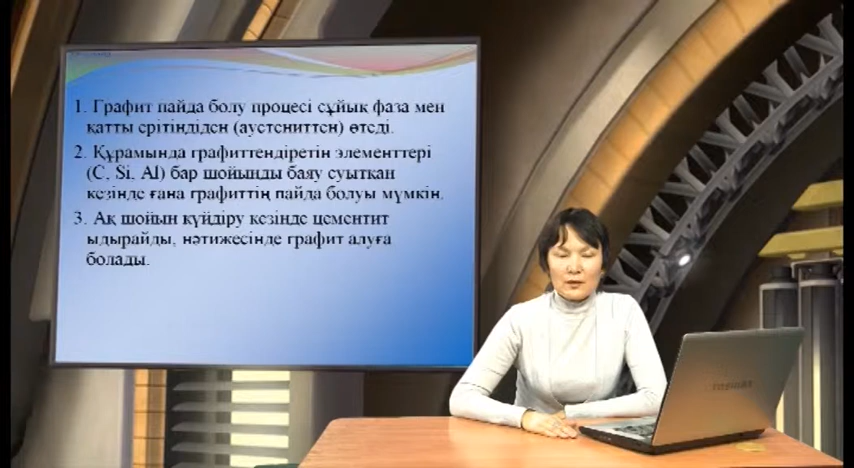 1. Графит пайда болу процесі сұйық фаза мен
қатты ерітіндіден (аустениттен) өтеді.
2. Құрамында графиттендіретін элементтері
(C, Si, Al) бар шойынды баяу суытқан
кезінде ғана графиттің пайда болуы мүмкін.
3. Ақ шойын күйдіру кезінде цементит
ыдырайды, нәтижесінде графит алуға
болады.
TOSHIBA